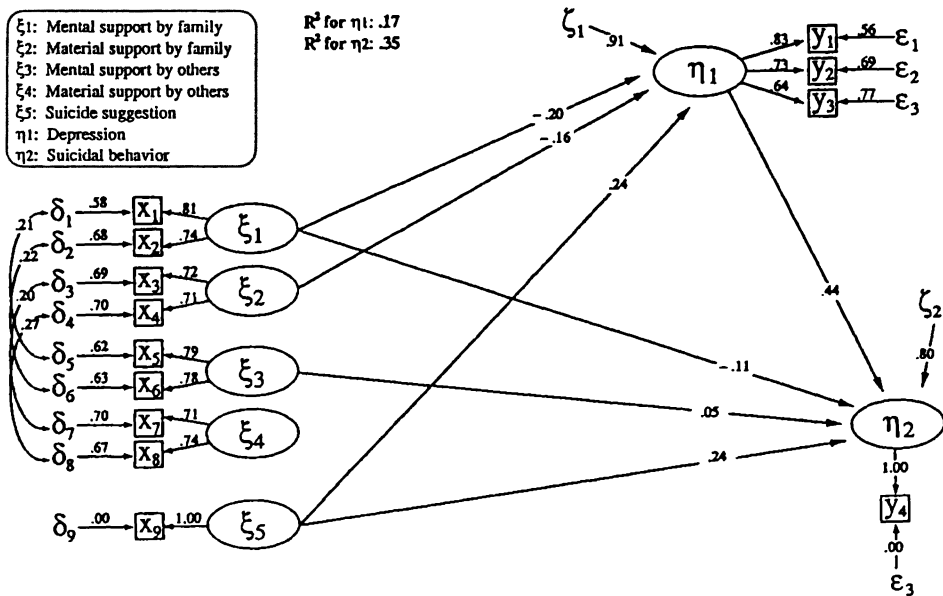 ξ1: Mental support by family
ξ2: Material support by family
ξ3: Mental support by others
ξ4: Material support by others
ξ5: Suicide suggestion
η1: Depression
η2: Suicidal behavior
R² for η1: .17
R² for η2: .35
ζ1 .91 η1
.83 y1 .56 ε1
.73 y2 .69 ε2
.64 y3 .77 ε3
-.20
-.16
.24
.21 δ1 .58 x1 .81 ξ1
δ2 .68 x2 .74
.22 δ3 .69 x3 .72 ξ2
.20 δ4 .70 x4 .71
.27
δ5 .62 x5 .79 ξ3
δ6 .63 x6 .78
δ7 .70 x7 .71 ξ4
δ8 .67 x8 .74
δ9 .00 x9 1.00 ξ5
.44
ζ2
.80
-.11
.05
.24
η2
1.00
y4
.00
ε3